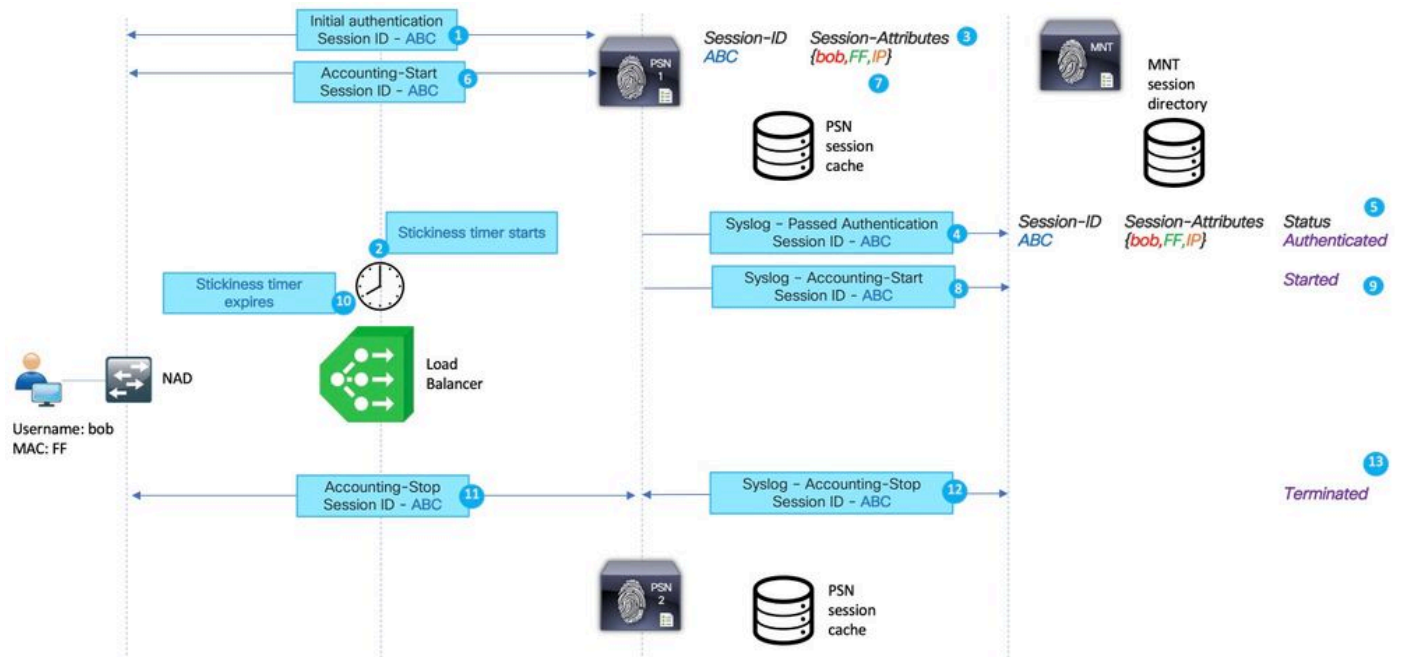 Initial authentication
Session ID - ABC
1
Accounting-Start
Session ID - ABC
6
PSN
1
Session-ID
ABC
Session-Attributes
{bob,FF,IP}
3
7
PSN
session
cache
MNT
MNT
session
directory
Stickiness timer starts
2
Stickiness timer
expires
10
Syslog – Passed Authentication
Session ID - ABC
4
Session-ID
ABC
Session-Attributes
{bob,FF,IP}
Status
Authenticated
5
Syslog – Accounting-Start
Session ID - ABC
8
Started
9
NAD
Load
Balancer
Username: bob
MAC: FF
Accounting-Stop
Session ID - ABC
11
Syslog – Accounting-Stop
Session ID - ABC
12
13
Terminated
PSN
2
PSN
session
cache